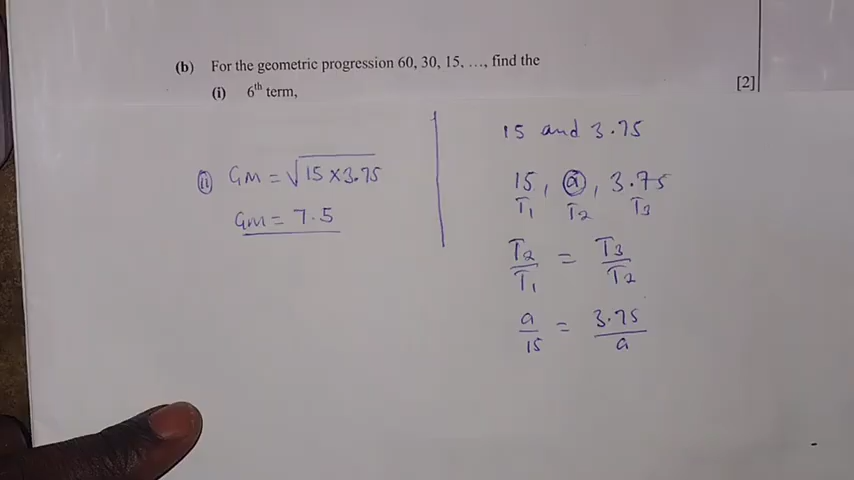 (b) For the geometric progression 60, 30, 15, ..., find the
(i) 6th term,
[2]
(ii) GM = √15 × 3.75
GM = 7.5
15 and 3.75
15, a, 3.75
T1 T2 T3
T2/T1 = T3/T2
a/15 = 3.75/a